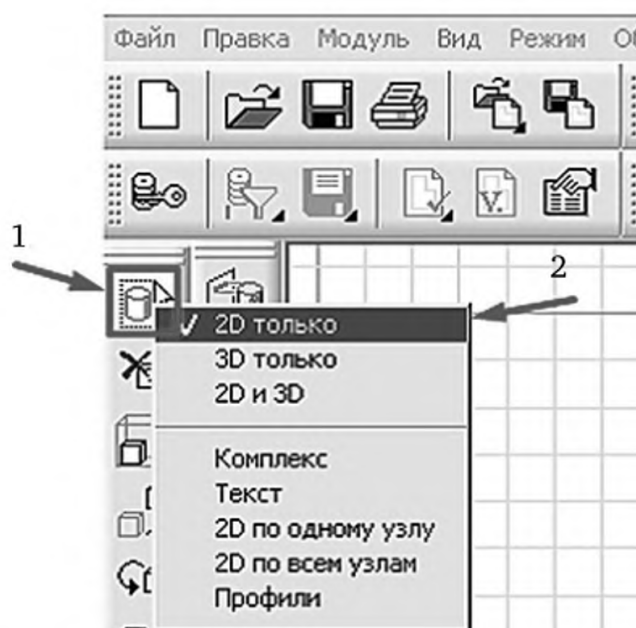 Файл Правка Модуль Вид Режим Об
V.
1
2
2D только
3D только
2D и 3D
Комплекс
Текст
2D по одному узлу
2D по всем узлам
Профили